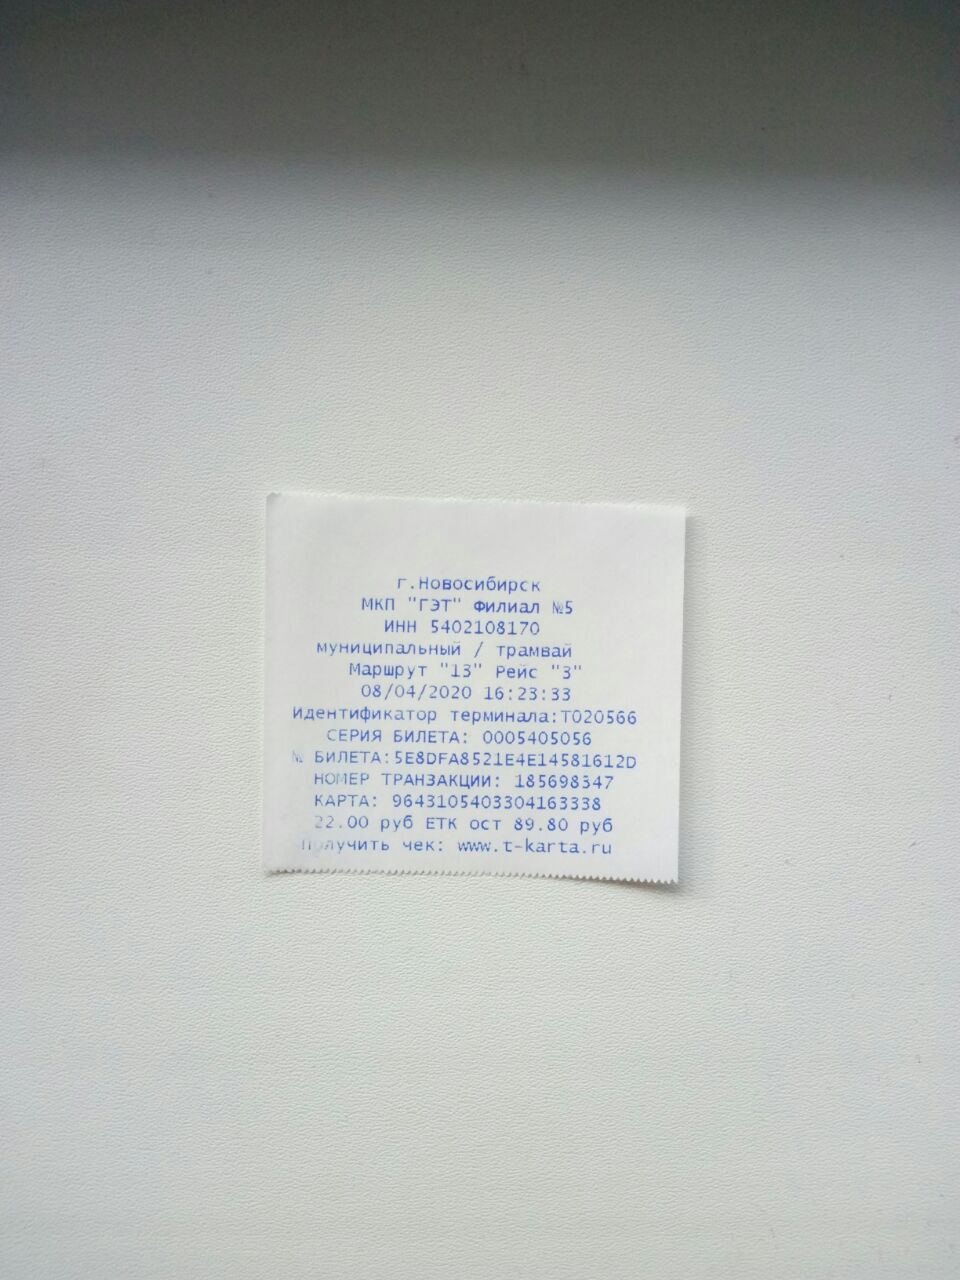 г.Новосибирск
МКП "ГЭТ" Филиал №5
ИНН 5402108170
муниципальный / трамвай
Маршрут "13" Рейс "3"
08/04/2020 16:23:33
Идентификатор терминала:T020566
СЕРИЯ БИЛЕТА: 0005405056
№ БИЛЕТА:5E8DFA8521E4E14581612D
НОМЕР ТРАНЗАКЦИИ: 185698347
КАРТА: 9643105403304163338
22.00 руб ЕТК ост 89.80 руб
Получить чек: www.t-karta.ru